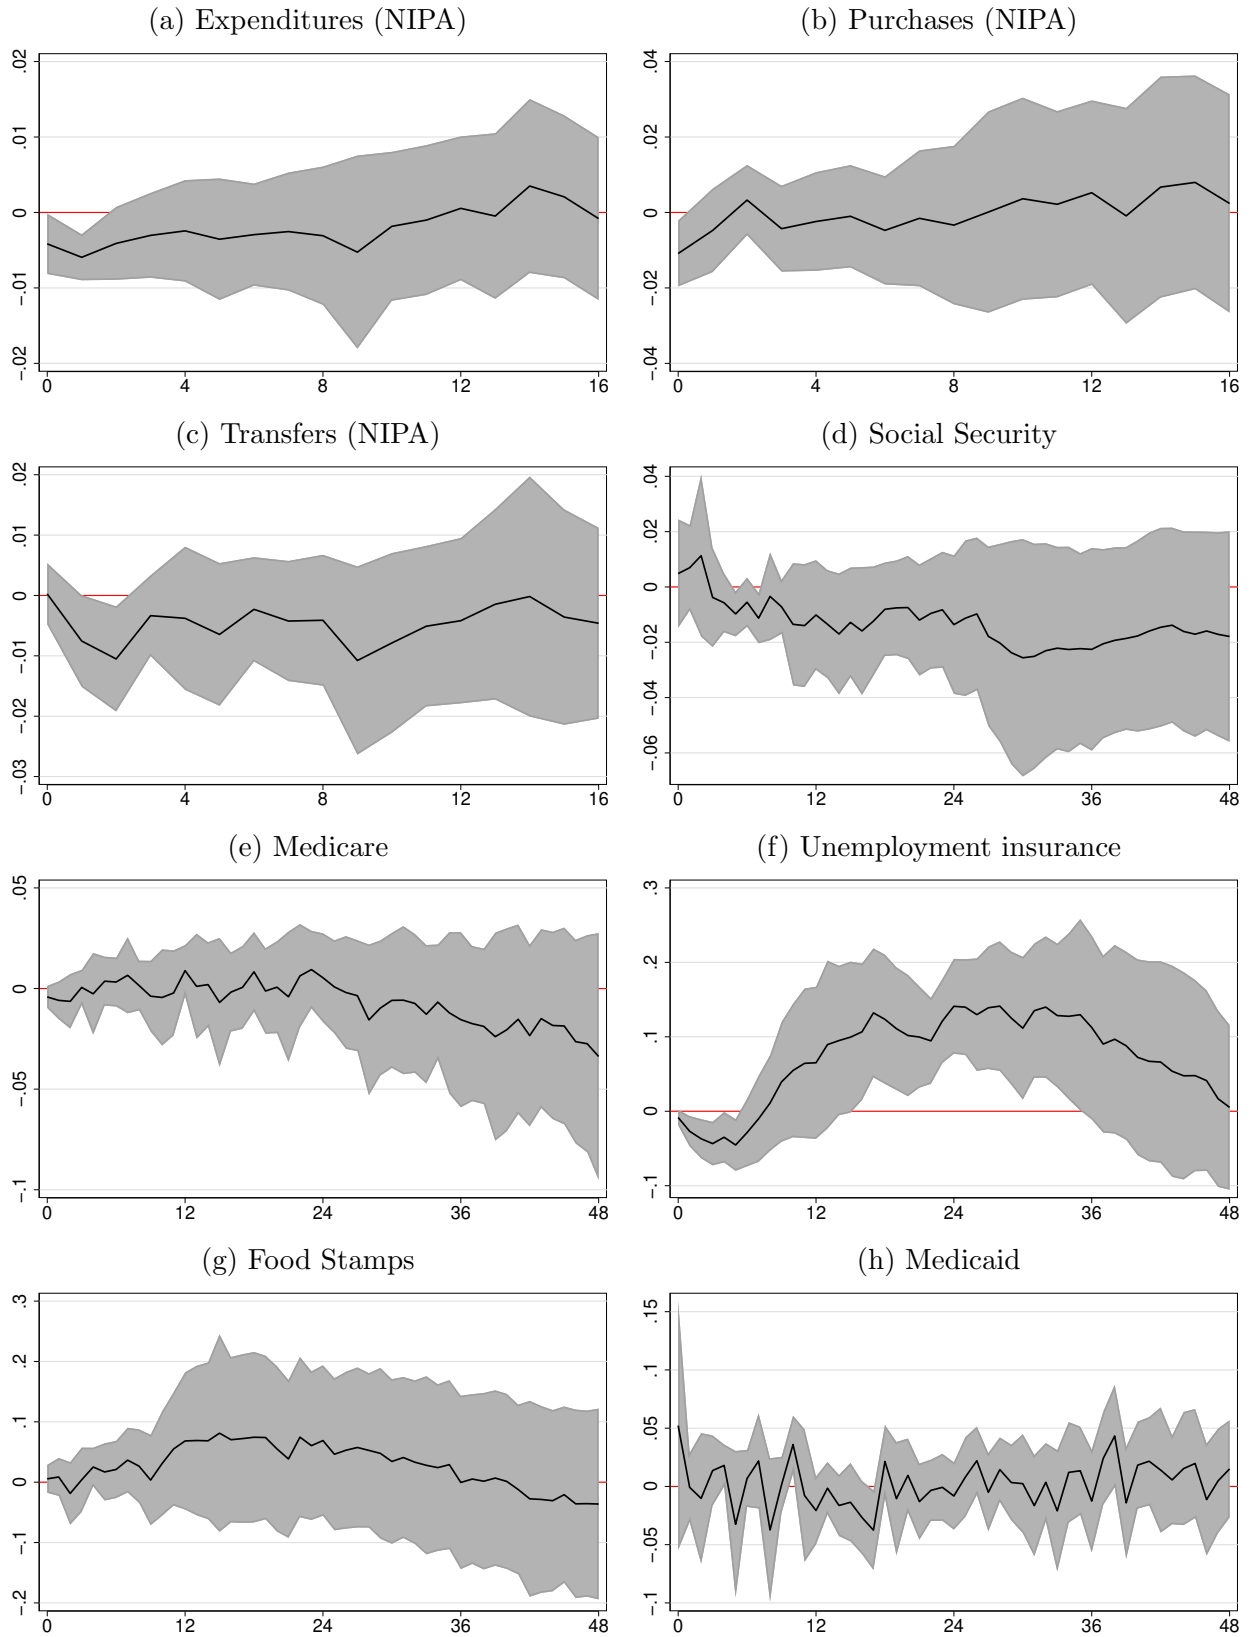 (a) Expenditures (NIPA)
.02
.01
0
-.01
-.02
0 4 8 12 16
(b) Purchases (NIPA)
.04
.02
0
-.02
-.04
0 4 8 12 16
(c) Transfers (NIPA)
.02
.01
0
-.01
-.02
-.03
0 4 8 12 16
(d) Social Security
.04
.02
0
-.02
-.04
-.06
0 12 24 36 48
(e) Medicare
.05
0
-.05
-.1
0 12 24 36 48
(f) Unemployment insurance
.3
.2
.1
0
-.1
0 12 24 36 48
(g) Food Stamps
.3
.2
.1
0
-.1
-.2
0 12 24 36 48
(h) Medicaid
.15
.1
.05
0
-.05
-.1
0 12 24 36 48